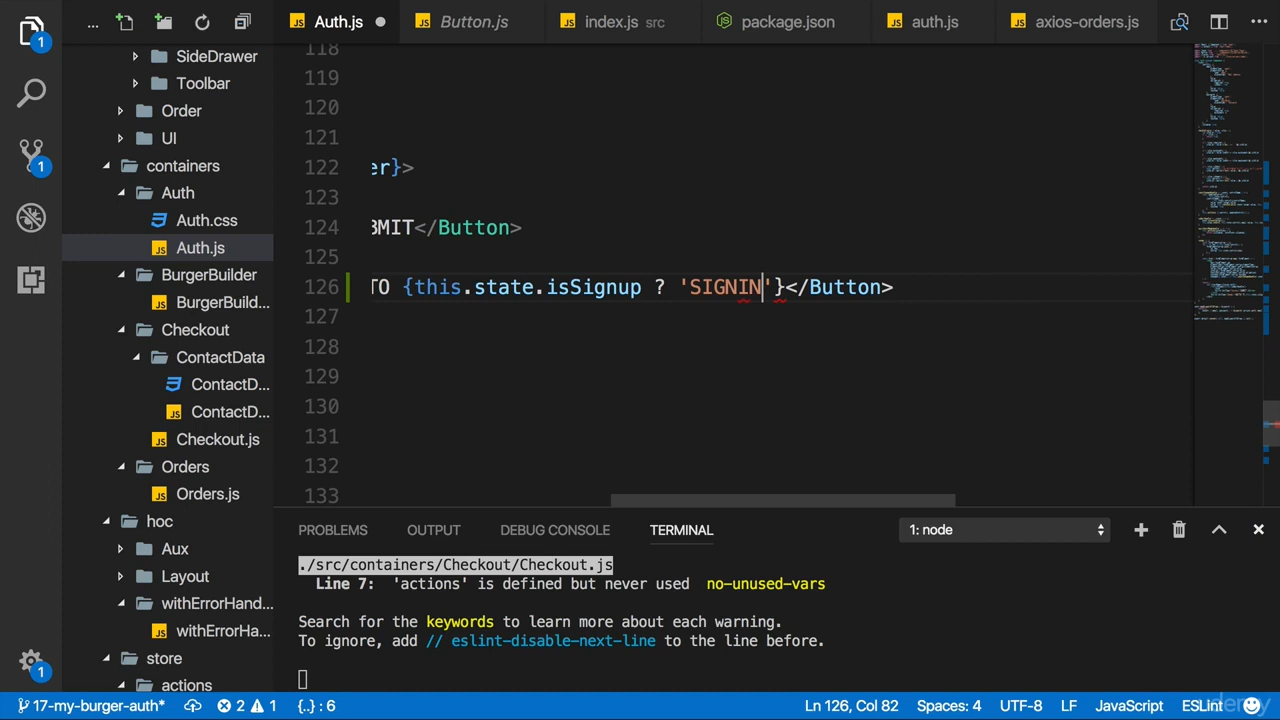 ... Auth.js Button.js index.js src package.json auth.js axios-orders.js ...
1
SideDrawer
Toolbar
Order
UI
containers
Auth
Auth.css
Auth.js
BurgerBuilder
BurgerBuild...
Checkout
ContactData
ContactD...
ContactD...
Checkout.js
Orders
Orders.js
hoc
Aux
Layout
withErrorHand...
withErrorHa...
store
actions
1
1
118
119
120
121
122 er}>
123
124 BMIT</Button>
125
126 TO {this.state.isSignup ? 'SIGNIN'}</Button>
127
128
129
130
131
132
133
PROBLEMS OUTPUT DEBUG CONSOLE TERMINAL 1: node
./src/containers/Checkout/Checkout.js
Line 7: 'actions' is defined but never used no-unused-vars
Search for the keywords to learn more about each warning.
To ignore, add // eslint-disable-next-line to the line before.
17-my-burger-auth* 2 1 {.} : 6 Ln 126, Col 82 Spaces: 4 UTF-8 LF JavaScript ESLint
udemy